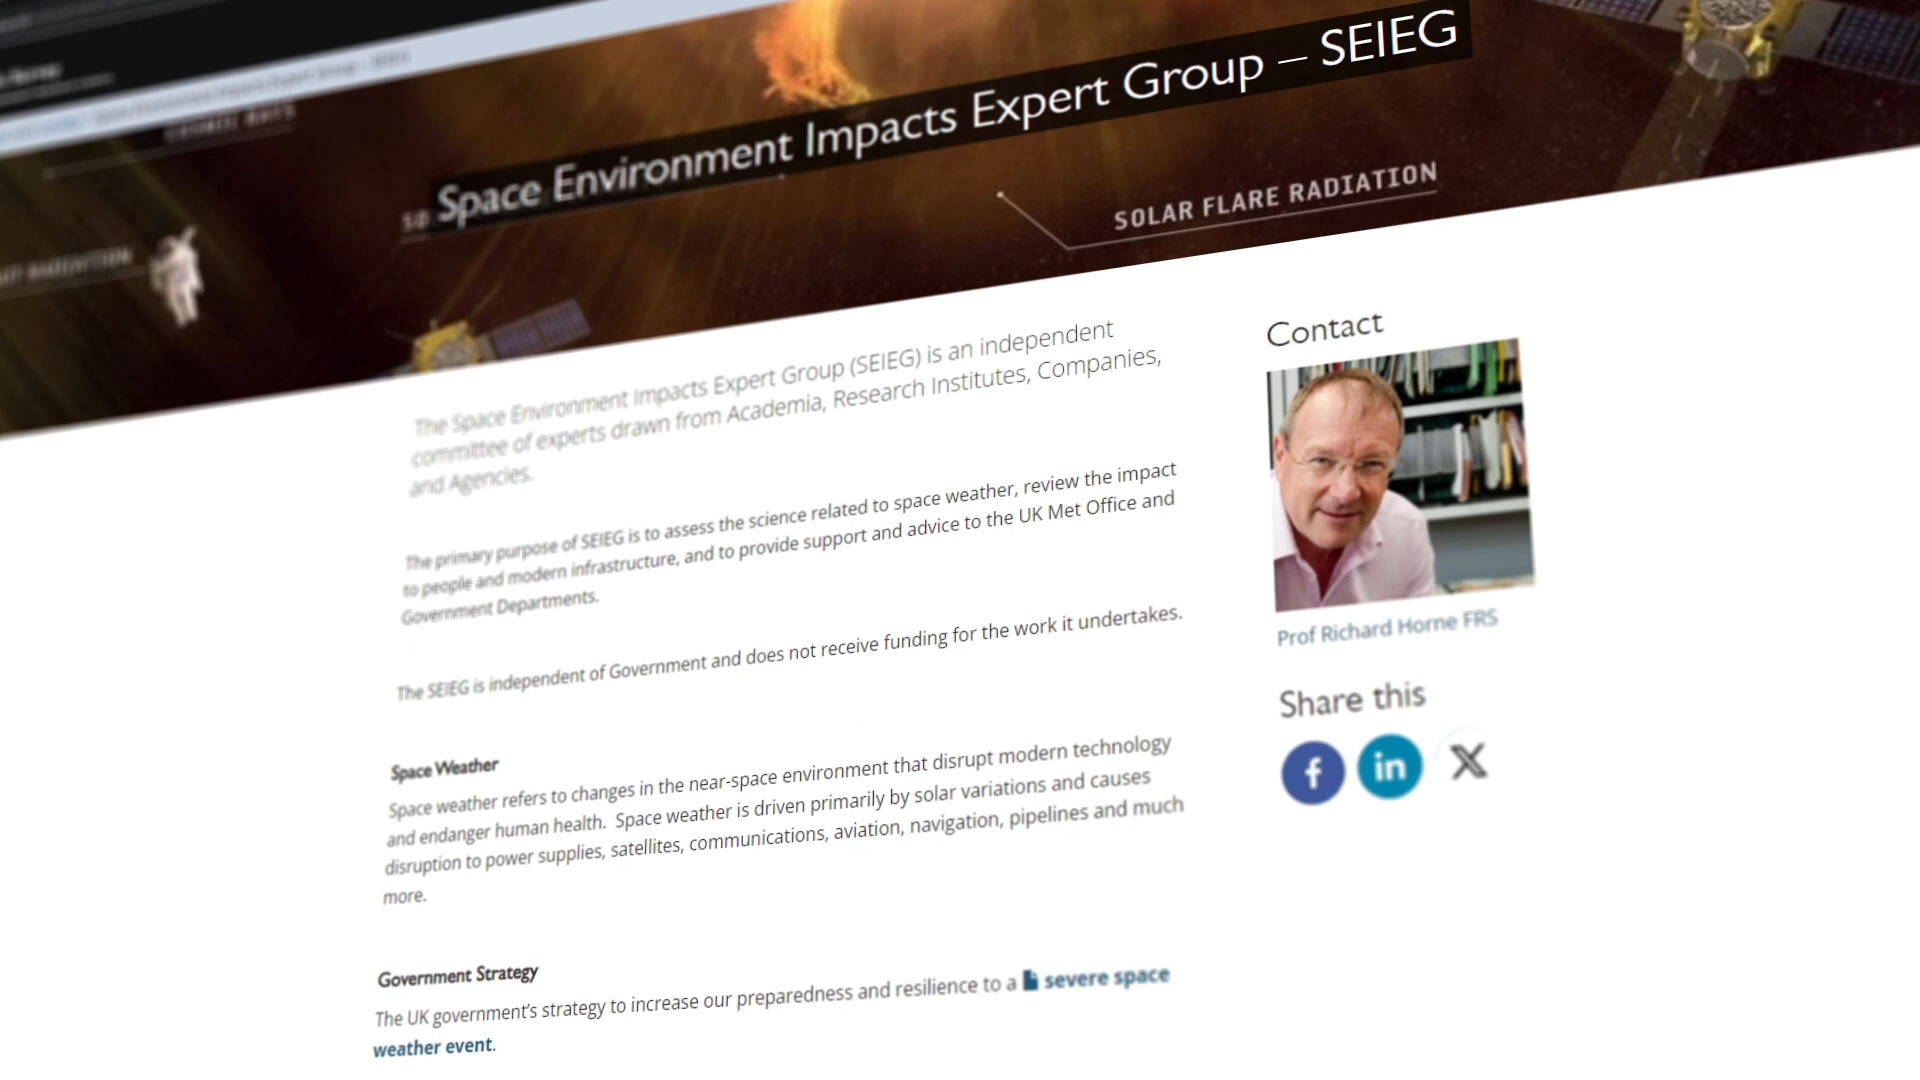 Space Environment Impacts Expert Group – SEIEG
SOLAR FLARE RADIATION
The Space Environment Impacts Expert Group (SEIEG) is an independent
committee of experts drawn from Academia, Research Institutes, Companies,
and Agencies.
The primary purpose of SEIEG is to assess the science related to space weather, review the impact
to people and modern infrastructure, and to provide support and advice to the UK Met Office and
Government Departments.
The SEIEG is independent of Government and does not receive funding for the work it undertakes.
Space Weather
Space weather refers to changes in the near-space environment that disrupt modern technology
and endanger human health. Space weather is driven primarily by solar variations and causes
disruption to power supplies, satellites, communications, aviation, navigation, pipelines and much
more.
Government Strategy
The UK government's strategy to increase our preparedness and resilience to a severe space
weather event.
Contact
Prof Richard Horne FRS
Share this
f
in
X